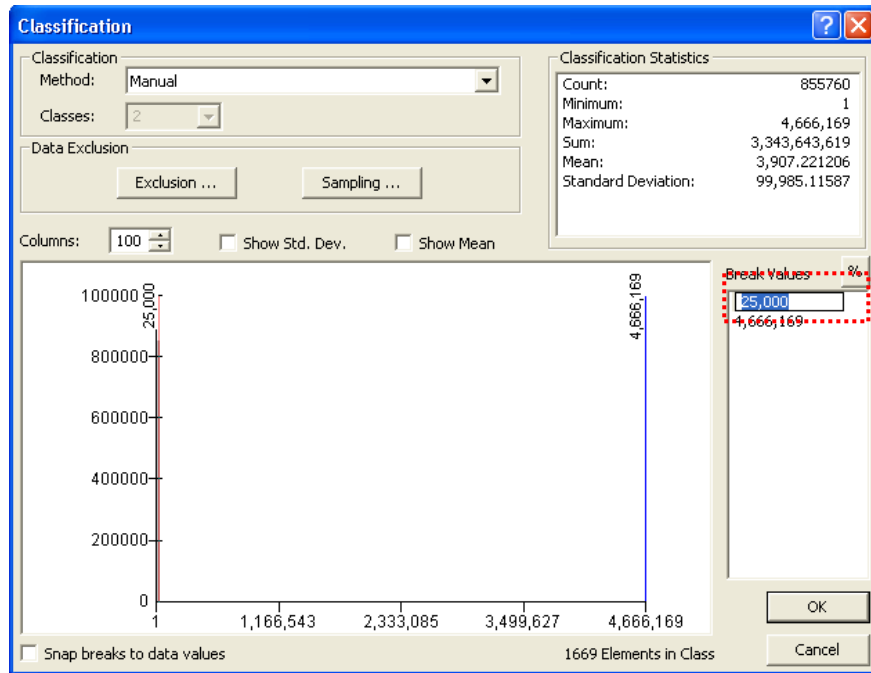 Classification
Classification
Method: Manual
Classes: 2
Data Exclusion
Exclusion ...
Sampling ...
Classification Statistics
Count: 855760
Minimum: 1
Maximum: 4,666,169
Sum: 3,343,643,619
Mean: 3,907.221206
Standard Deviation: 99,985.11587
Columns: 100
Show Std. Dev.
Show Mean
Break Values %
25,000
4,666,169
25,000
4,666,169
100000
800000
600000
400000
200000
0
1 1,166,543 2,333,085 3,499,627 4,666,169
Snap breaks to data values
1669 Elements in Class
OK
Cancel